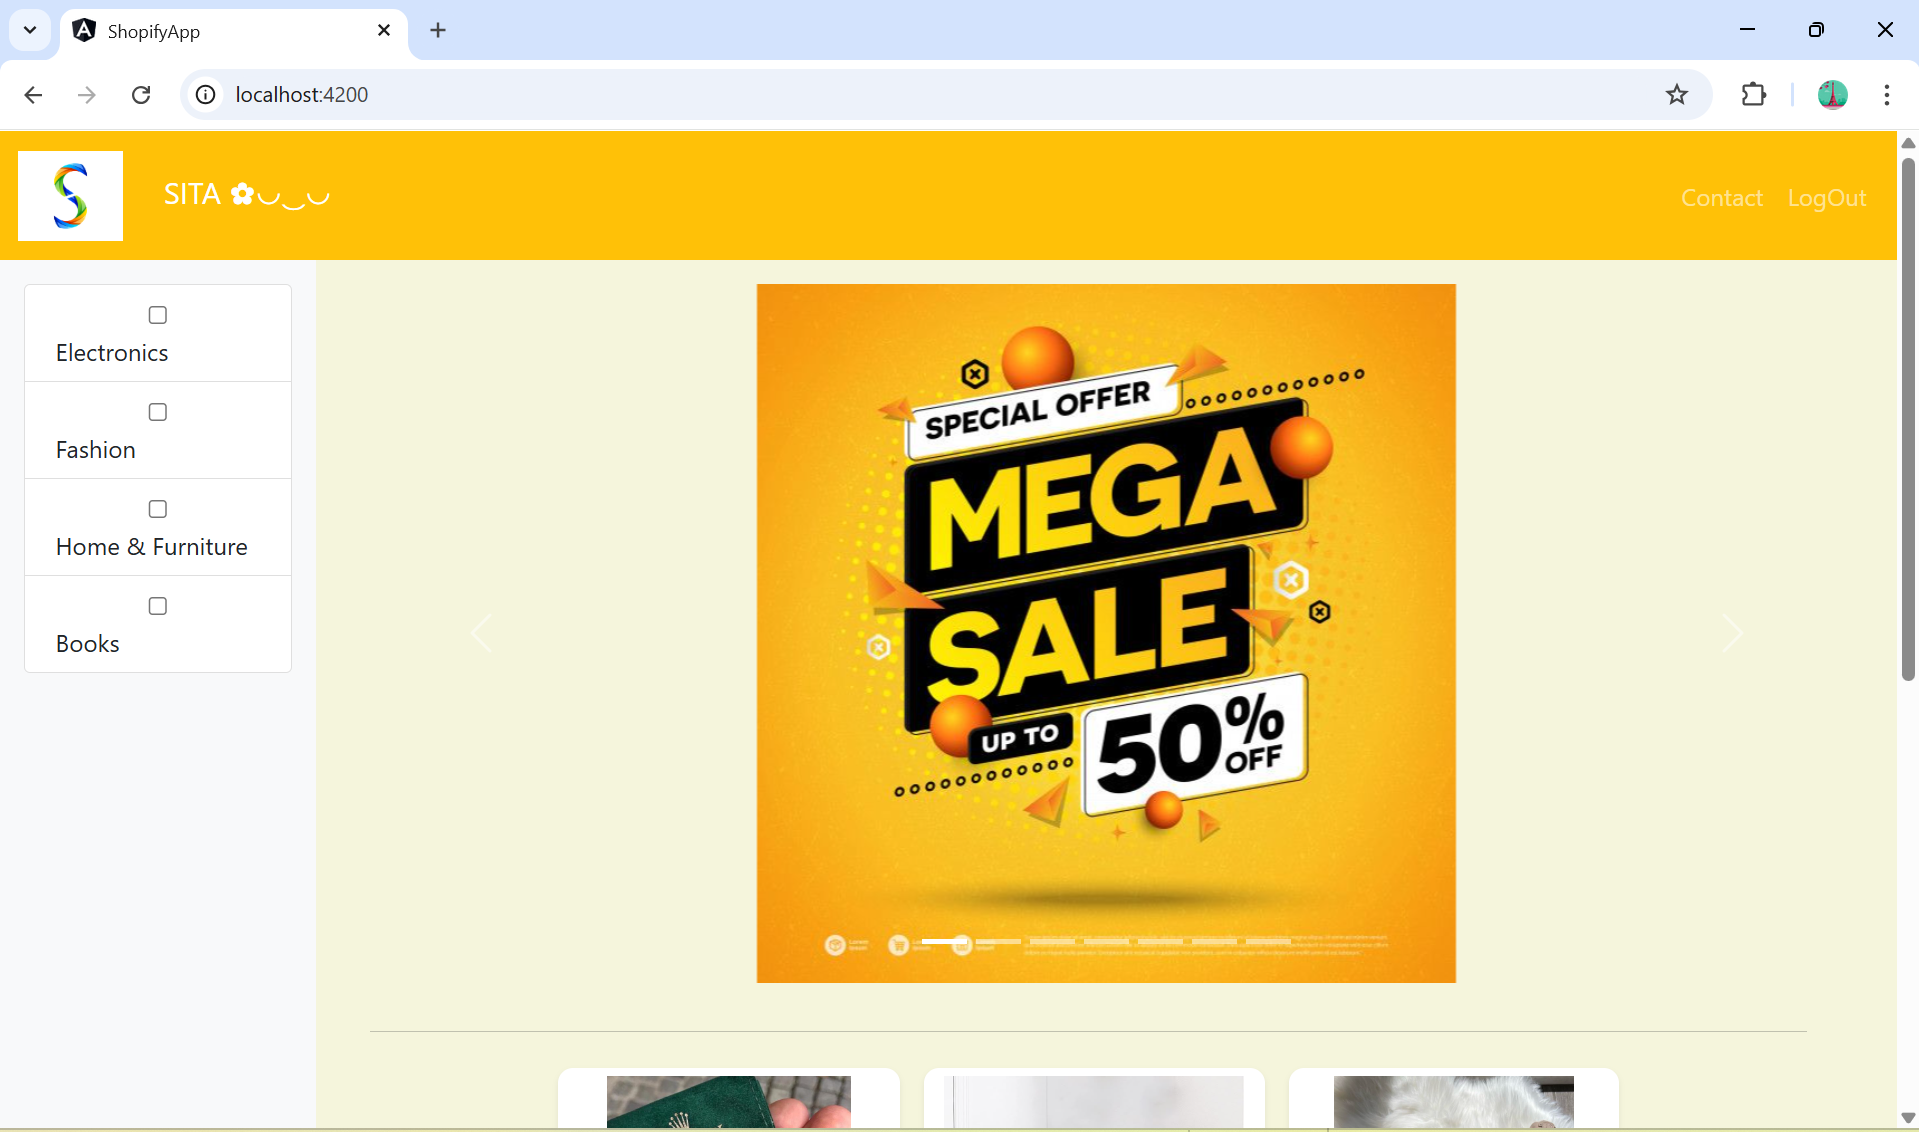 ShopifyApp
localhost:4200
S
SITA ✿◡‿◡
Contact LogOut
Electronics
Fashion
Home & Furniture
Books
SPECIAL OFFER
MEGA
SALE
UP TO
50% OFF